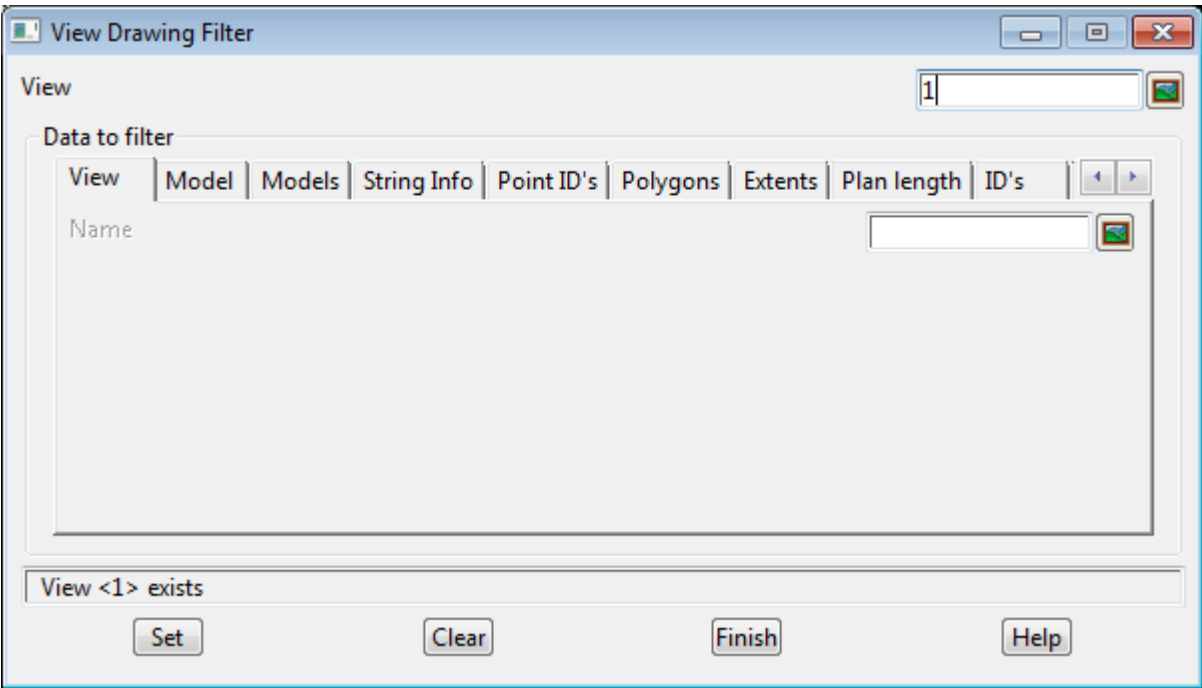 View Drawing Filter
View 1
Data to filter
View Model Models String Info Point ID's Polygons Extents Plan length ID's
Name
View <1> exists
Set Clear Finish Help